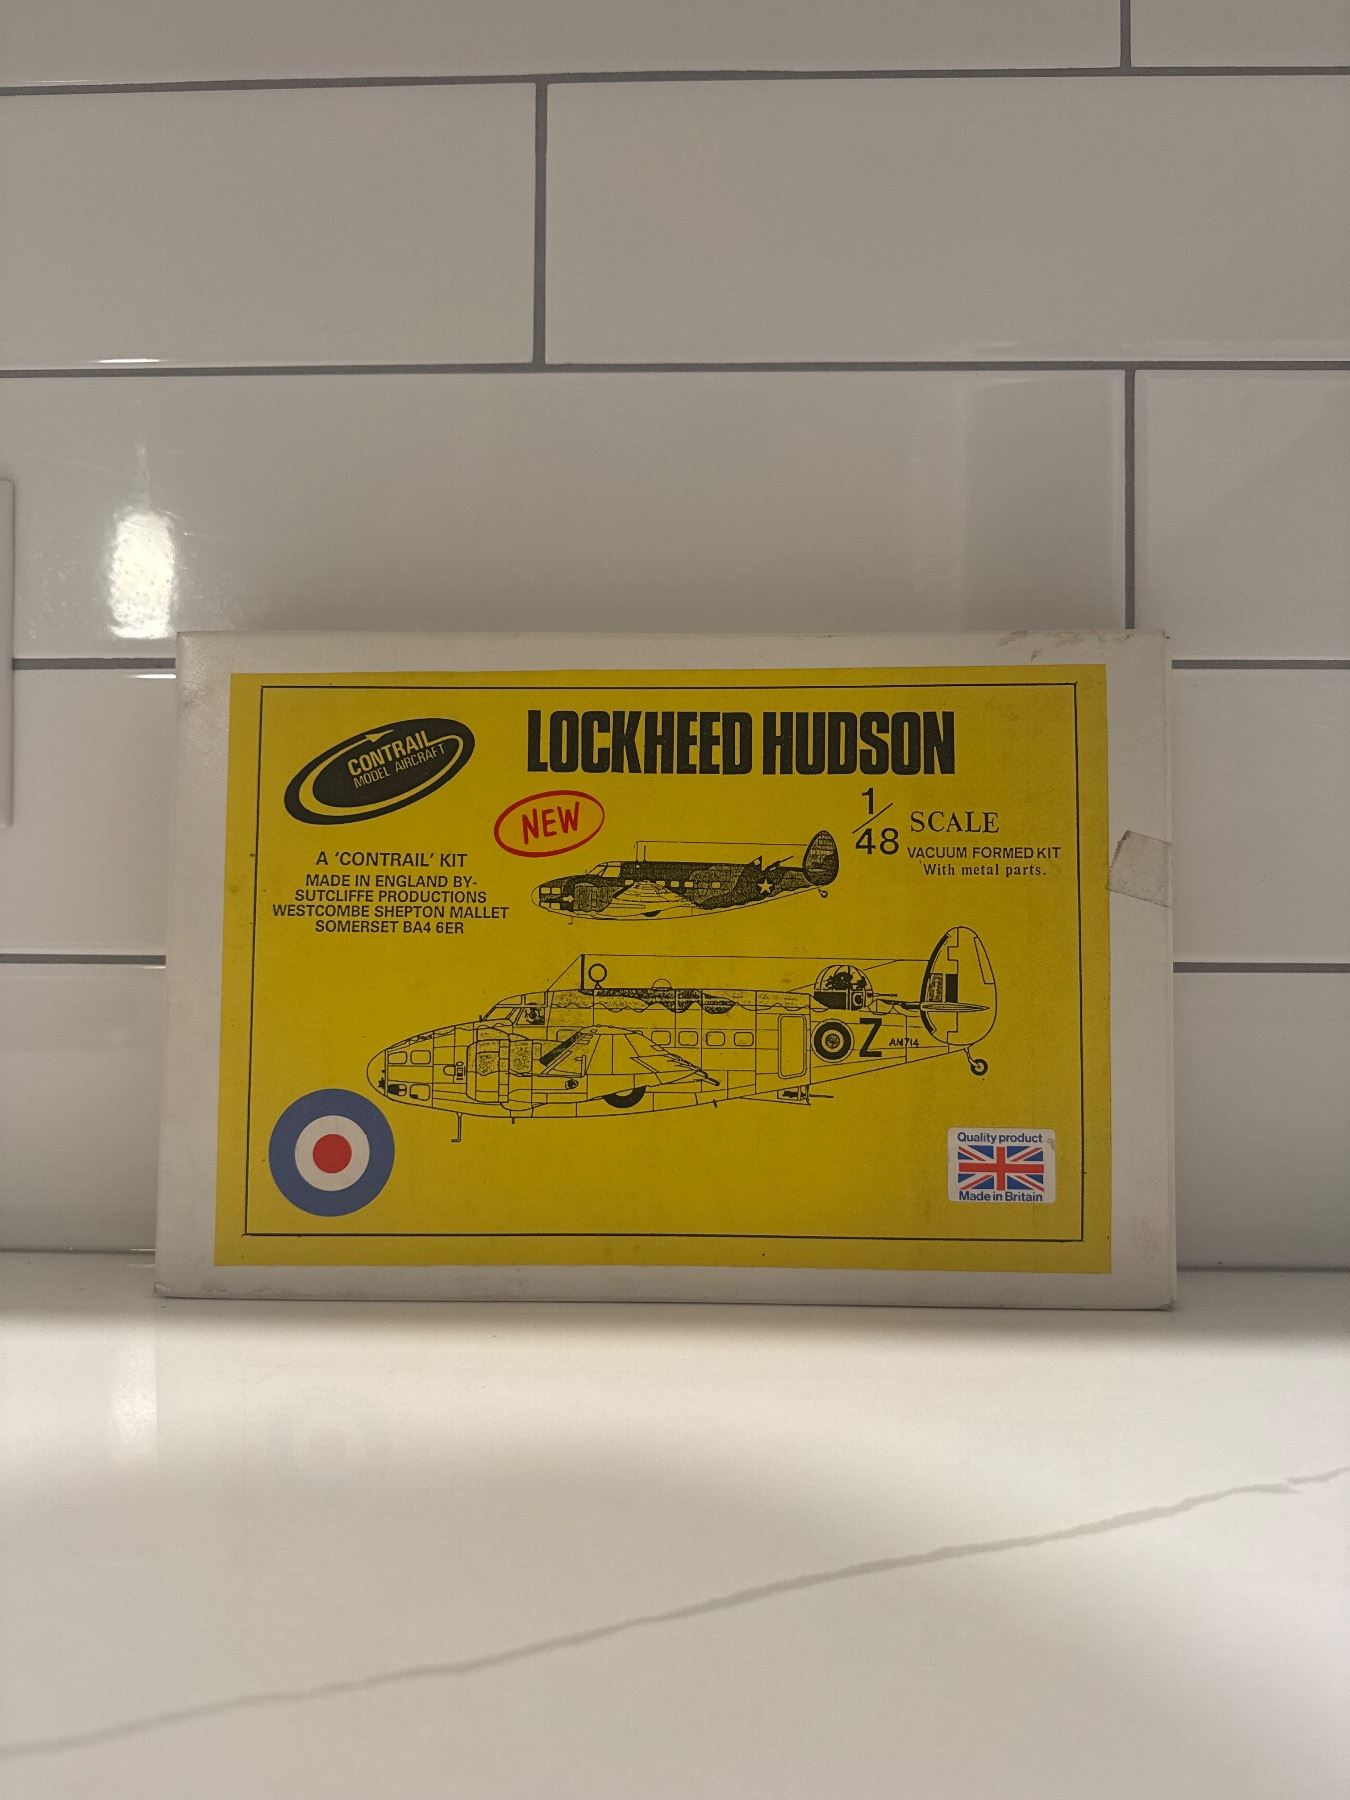 CONTRAIL
MODEL AIRCRAFT
LOCKHEED HUDSON
NEW
1/48 SCALE
VACUUM FORMED KIT
With metal parts.
A 'CONTRAIL' KIT
MADE IN ENGLAND BY-
SUTCLIFFE PRODUCTIONS
WESTCOMBE SHEPTON MALLET
SOMERSET BA4 6ER
Z
AM714
Quality product
Made in Britain